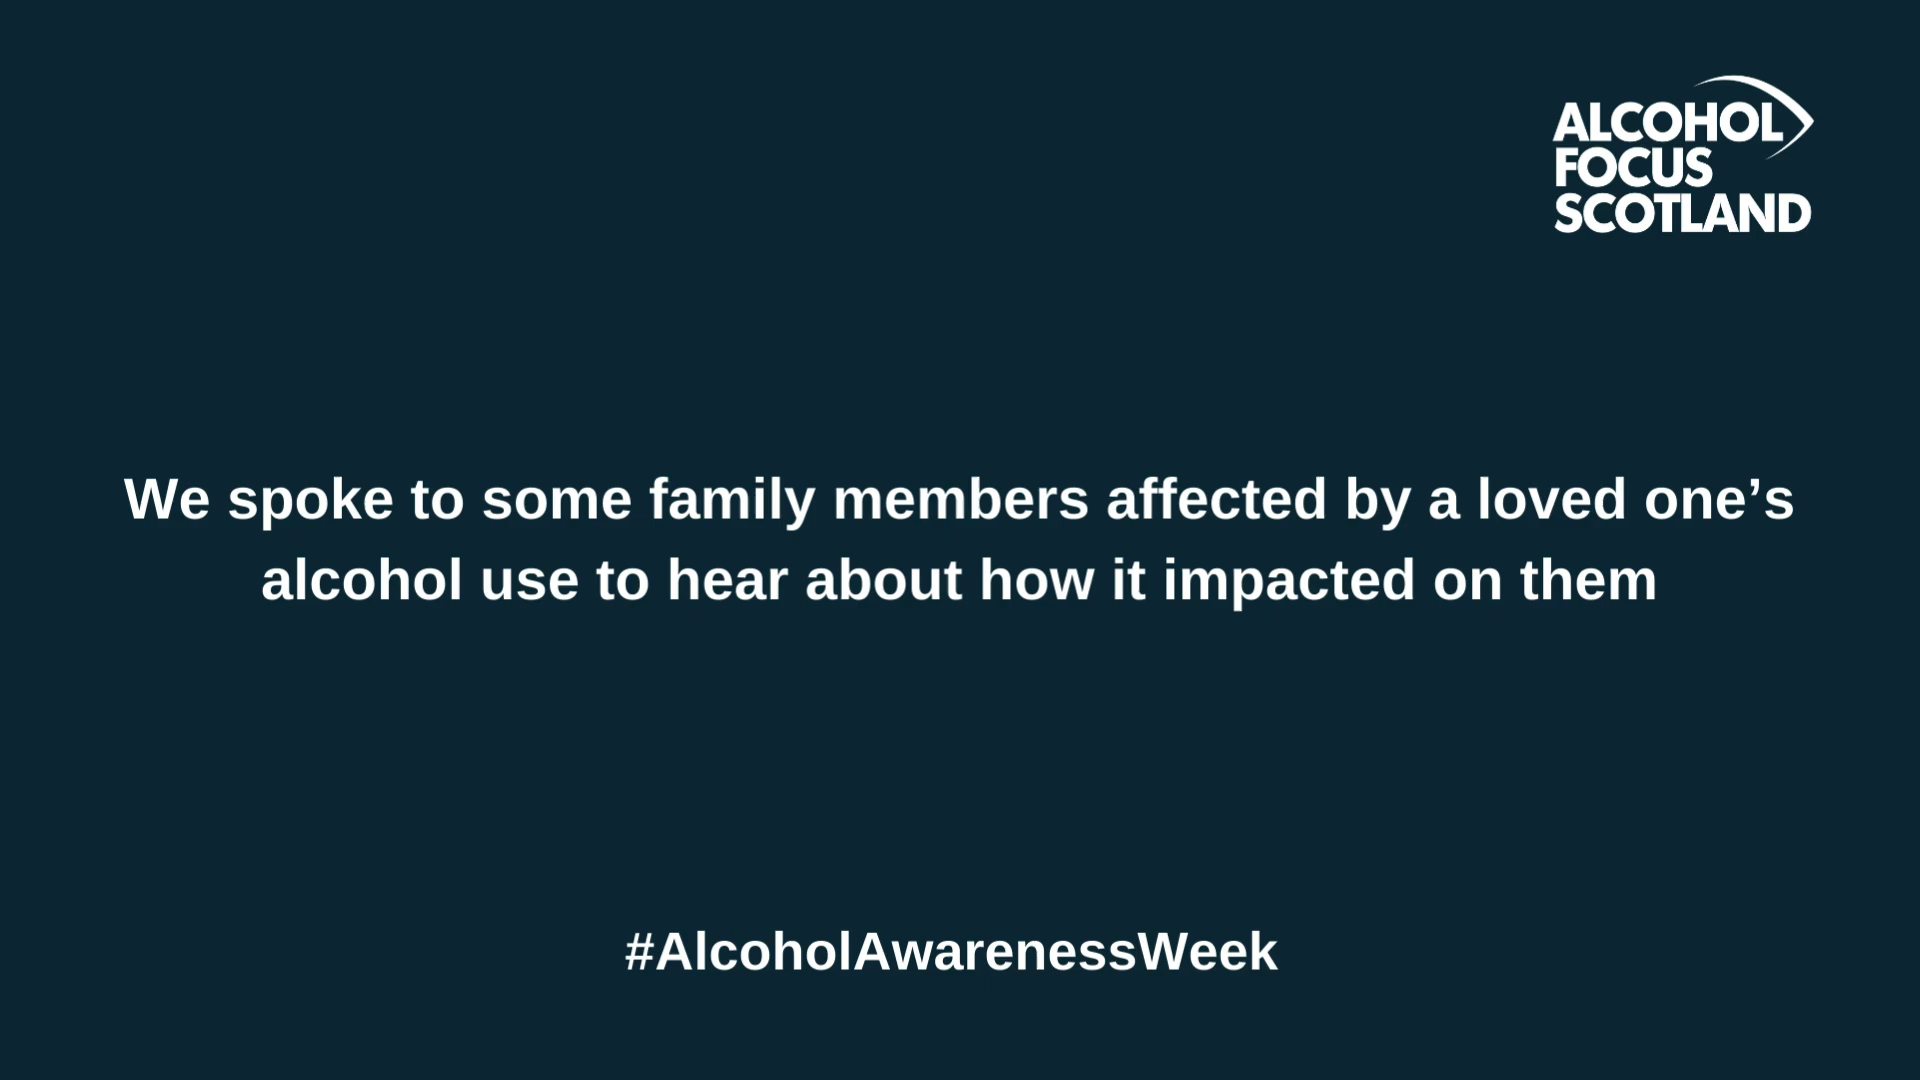 ALCOHOL
FOCUS
SCOTLAND
We spoke to some family members affected by a loved one’s
alcohol use to hear about how it impacted on them
#AlcoholAwarenessWeek